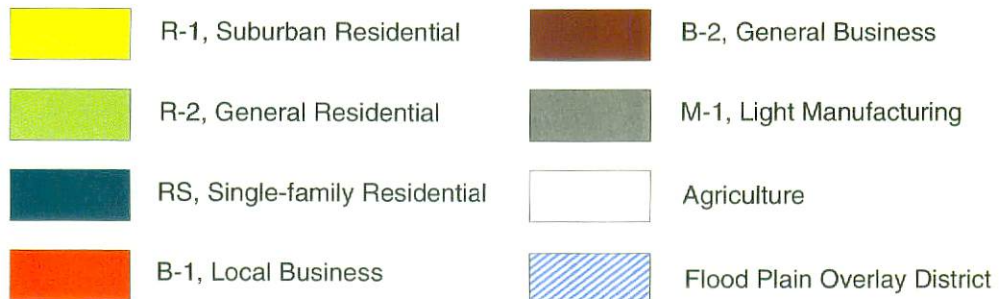 R-1, Suburban Residential
R-2, General Residential
RS, Single-family Residential
B-1, Local Business
B-2, General Business
M-1, Light Manufacturing
Agriculture
Flood Plain Overlay District